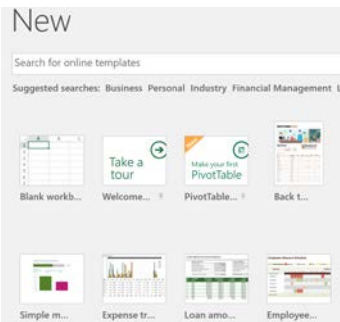 New
Search for online templates
Suggested searches: Business Personal Industry Financial Management L
Take a
tour
Make your first
PivotTable
Blank workb... Welcome... PivotTable... Back t...
Simple m... Expense tr... Loan amo... Employee...